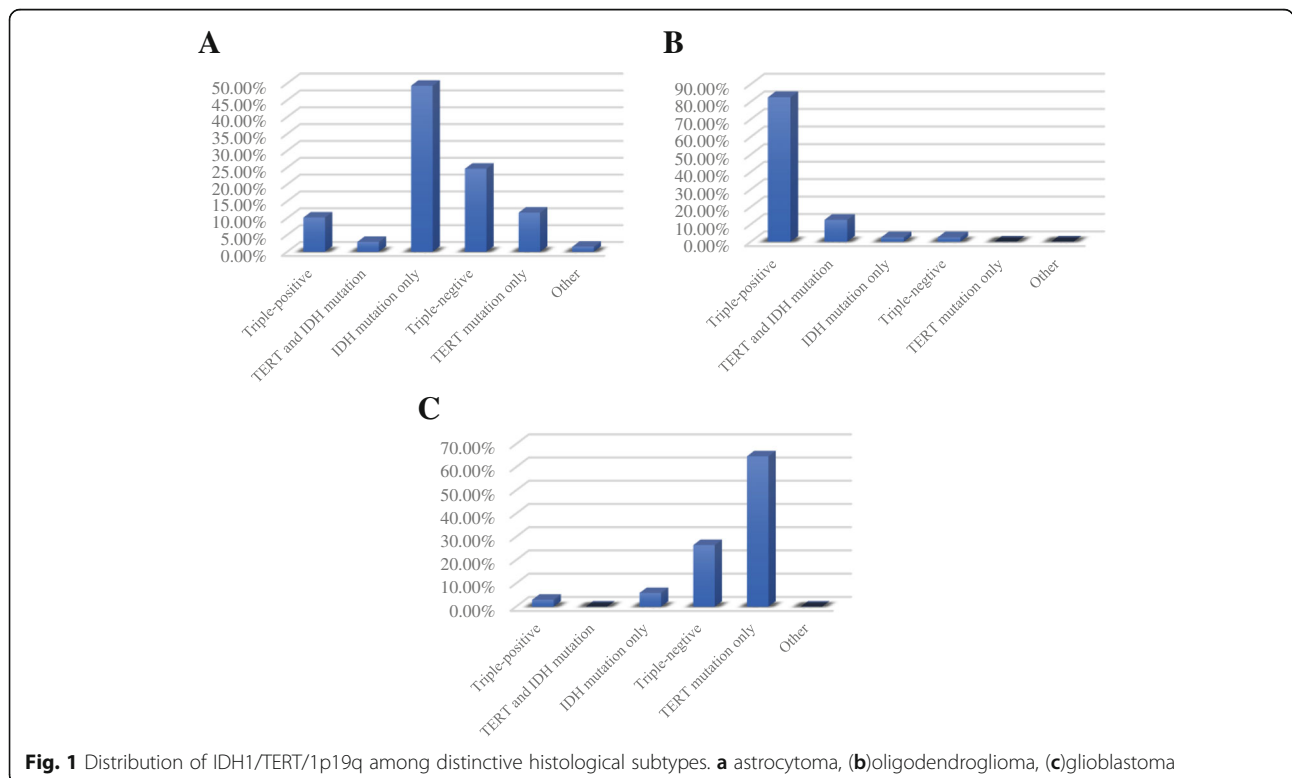 A
50.00%
45.00%
40.00%
35.00%
30.00%
25.00%
20.00%
15.00%
10.00%
5.00%
0.00%
Triple-positive
TERT and IDH mutation
IDH mutation only
Triple-negtive
TERT mutation only
Other
B
90.00%
80.00%
70.00%
60.00%
50.00%
40.00%
30.00%
20.00%
10.00%
0.00%
Triple-positive
TERT and IDH mutation
IDH mutation only
Triple-negtive
TERT mutation only
Other
C
70.00%
60.00%
50.00%
40.00%
30.00%
20.00%
10.00%
0.00%
Triple-positive
TERT and IDH mutation
IDH mutation only
Triple-negtive
TERT mutation only
Other
Fig. 1 Distribution of IDH1/TERT/1p19q among distinctive histological subtypes. a astrocytoma, (b)oligodendroglioma, (c)glioblastoma